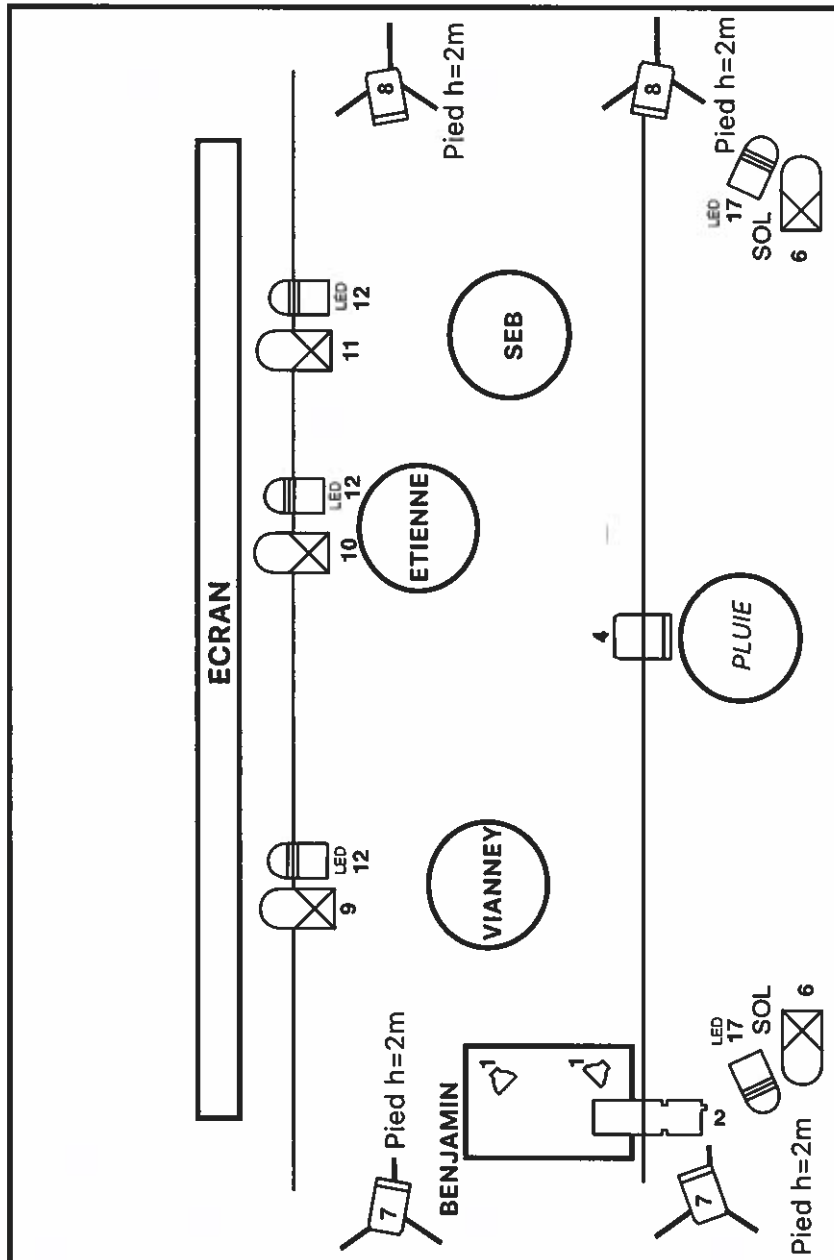 ECRAN
Pied h=2m
7
9
LED
12
10
LED
12
11
LED
12
8
Pied h=2m
BENJAMIN
1
1
VIANNEY
ETIENNE
SEB
2
4
8
Pied h=2m
7
Pied h=2m
LED
17
SOL
6
PLUIE
LED
17
SOL
6